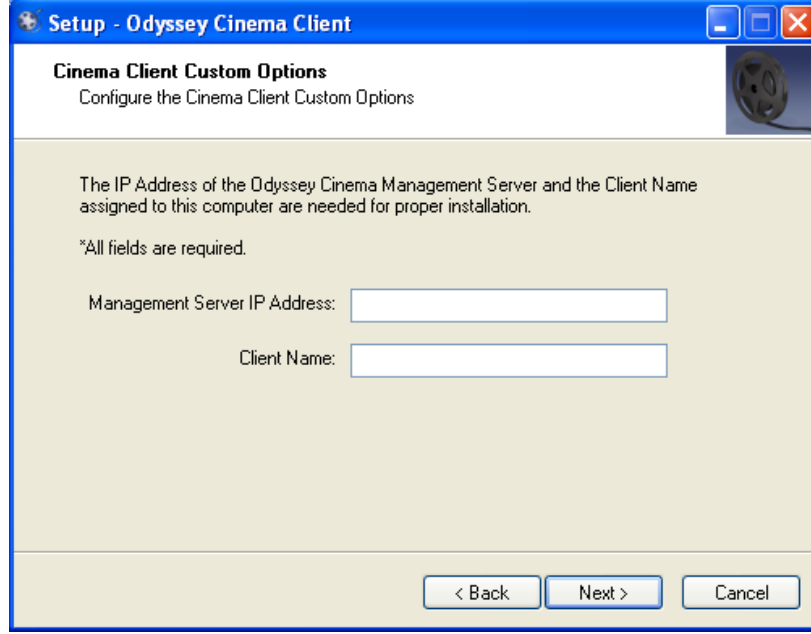 Setup - Odyssey Cinema Client
Cinema Client Custom Options
Configure the Cinema Client Custom Options
The IP Address of the Odyssey Cinema Management Server and the Client Name
assigned to this computer are needed for proper installation.
*All fields are required.
Management Server IP Address:
Client Name:
< Back Next > Cancel